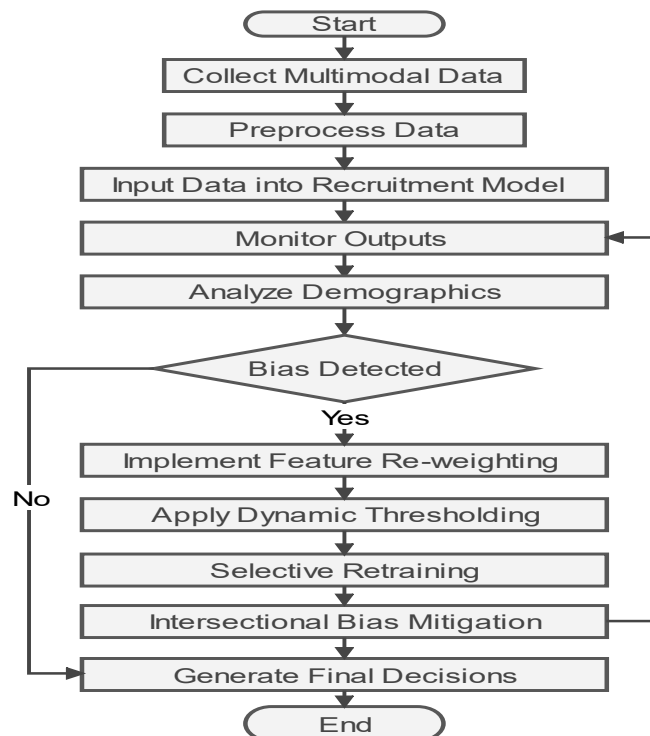 Start
Collect Multimodal Data
Preprocess Data
Input Data into Recruitment Model
Monitor Outputs
Analyze Demographics
Bias Detected
Yes
Implement Feature Re-weighting
No
Apply Dynamic Thresholding
Selective Retraining
Intersectional Bias Mitigation
Generate Final Decisions
End